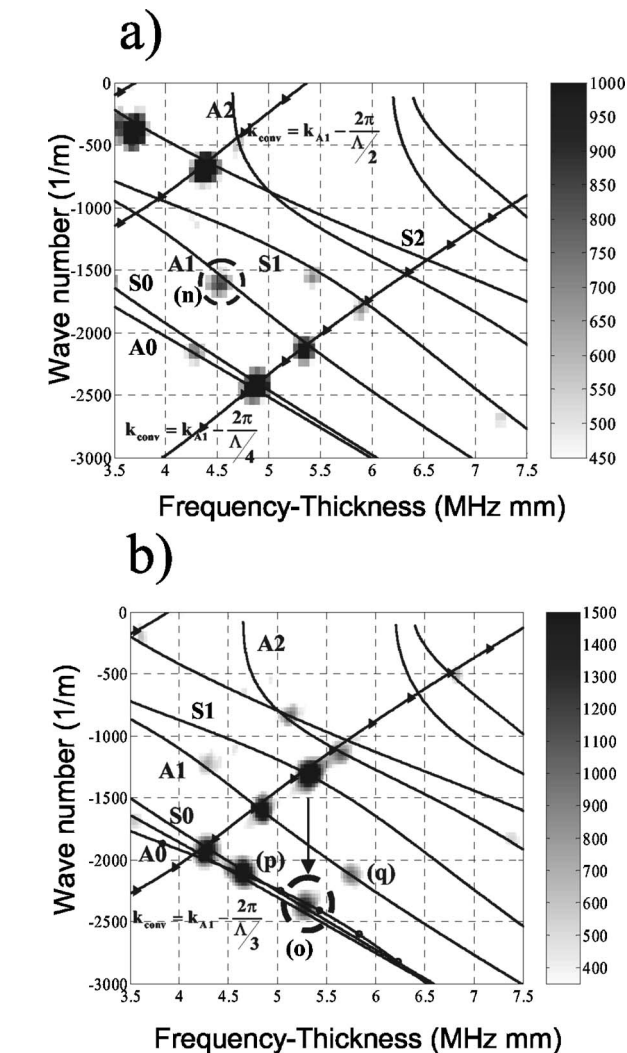 a)
0
-500
-1000
-1500
-2000
-2500
-3000
Wave number (1/m)
3.5 4 4.5 5 5.5 6 6.5 7 7.5
Frequency-Thickness (MHz mm)
A2
k_conv = k_A1 - 2π / Λ/2
S2
A1
S1
S0
(n)
A0
k_conv = k_A1 - 2π / Λ/4
1000
950
900
850
800
750
700
650
600
550
500
450
b)
0
-500
-1000
-1500
-2000
-2500
-3000
Wave number (1/m)
3.5 4 4.5 5 5.5 6 6.5 7 7.5
Frequency-Thickness (MHz mm)
A2
S1
A1
S0
A0
(p)
(q)
k_conv = k_A1 - 2π / Λ/3
(o)
1500
1400
1300
1200
1100
1000
900
800
700
600
500
400